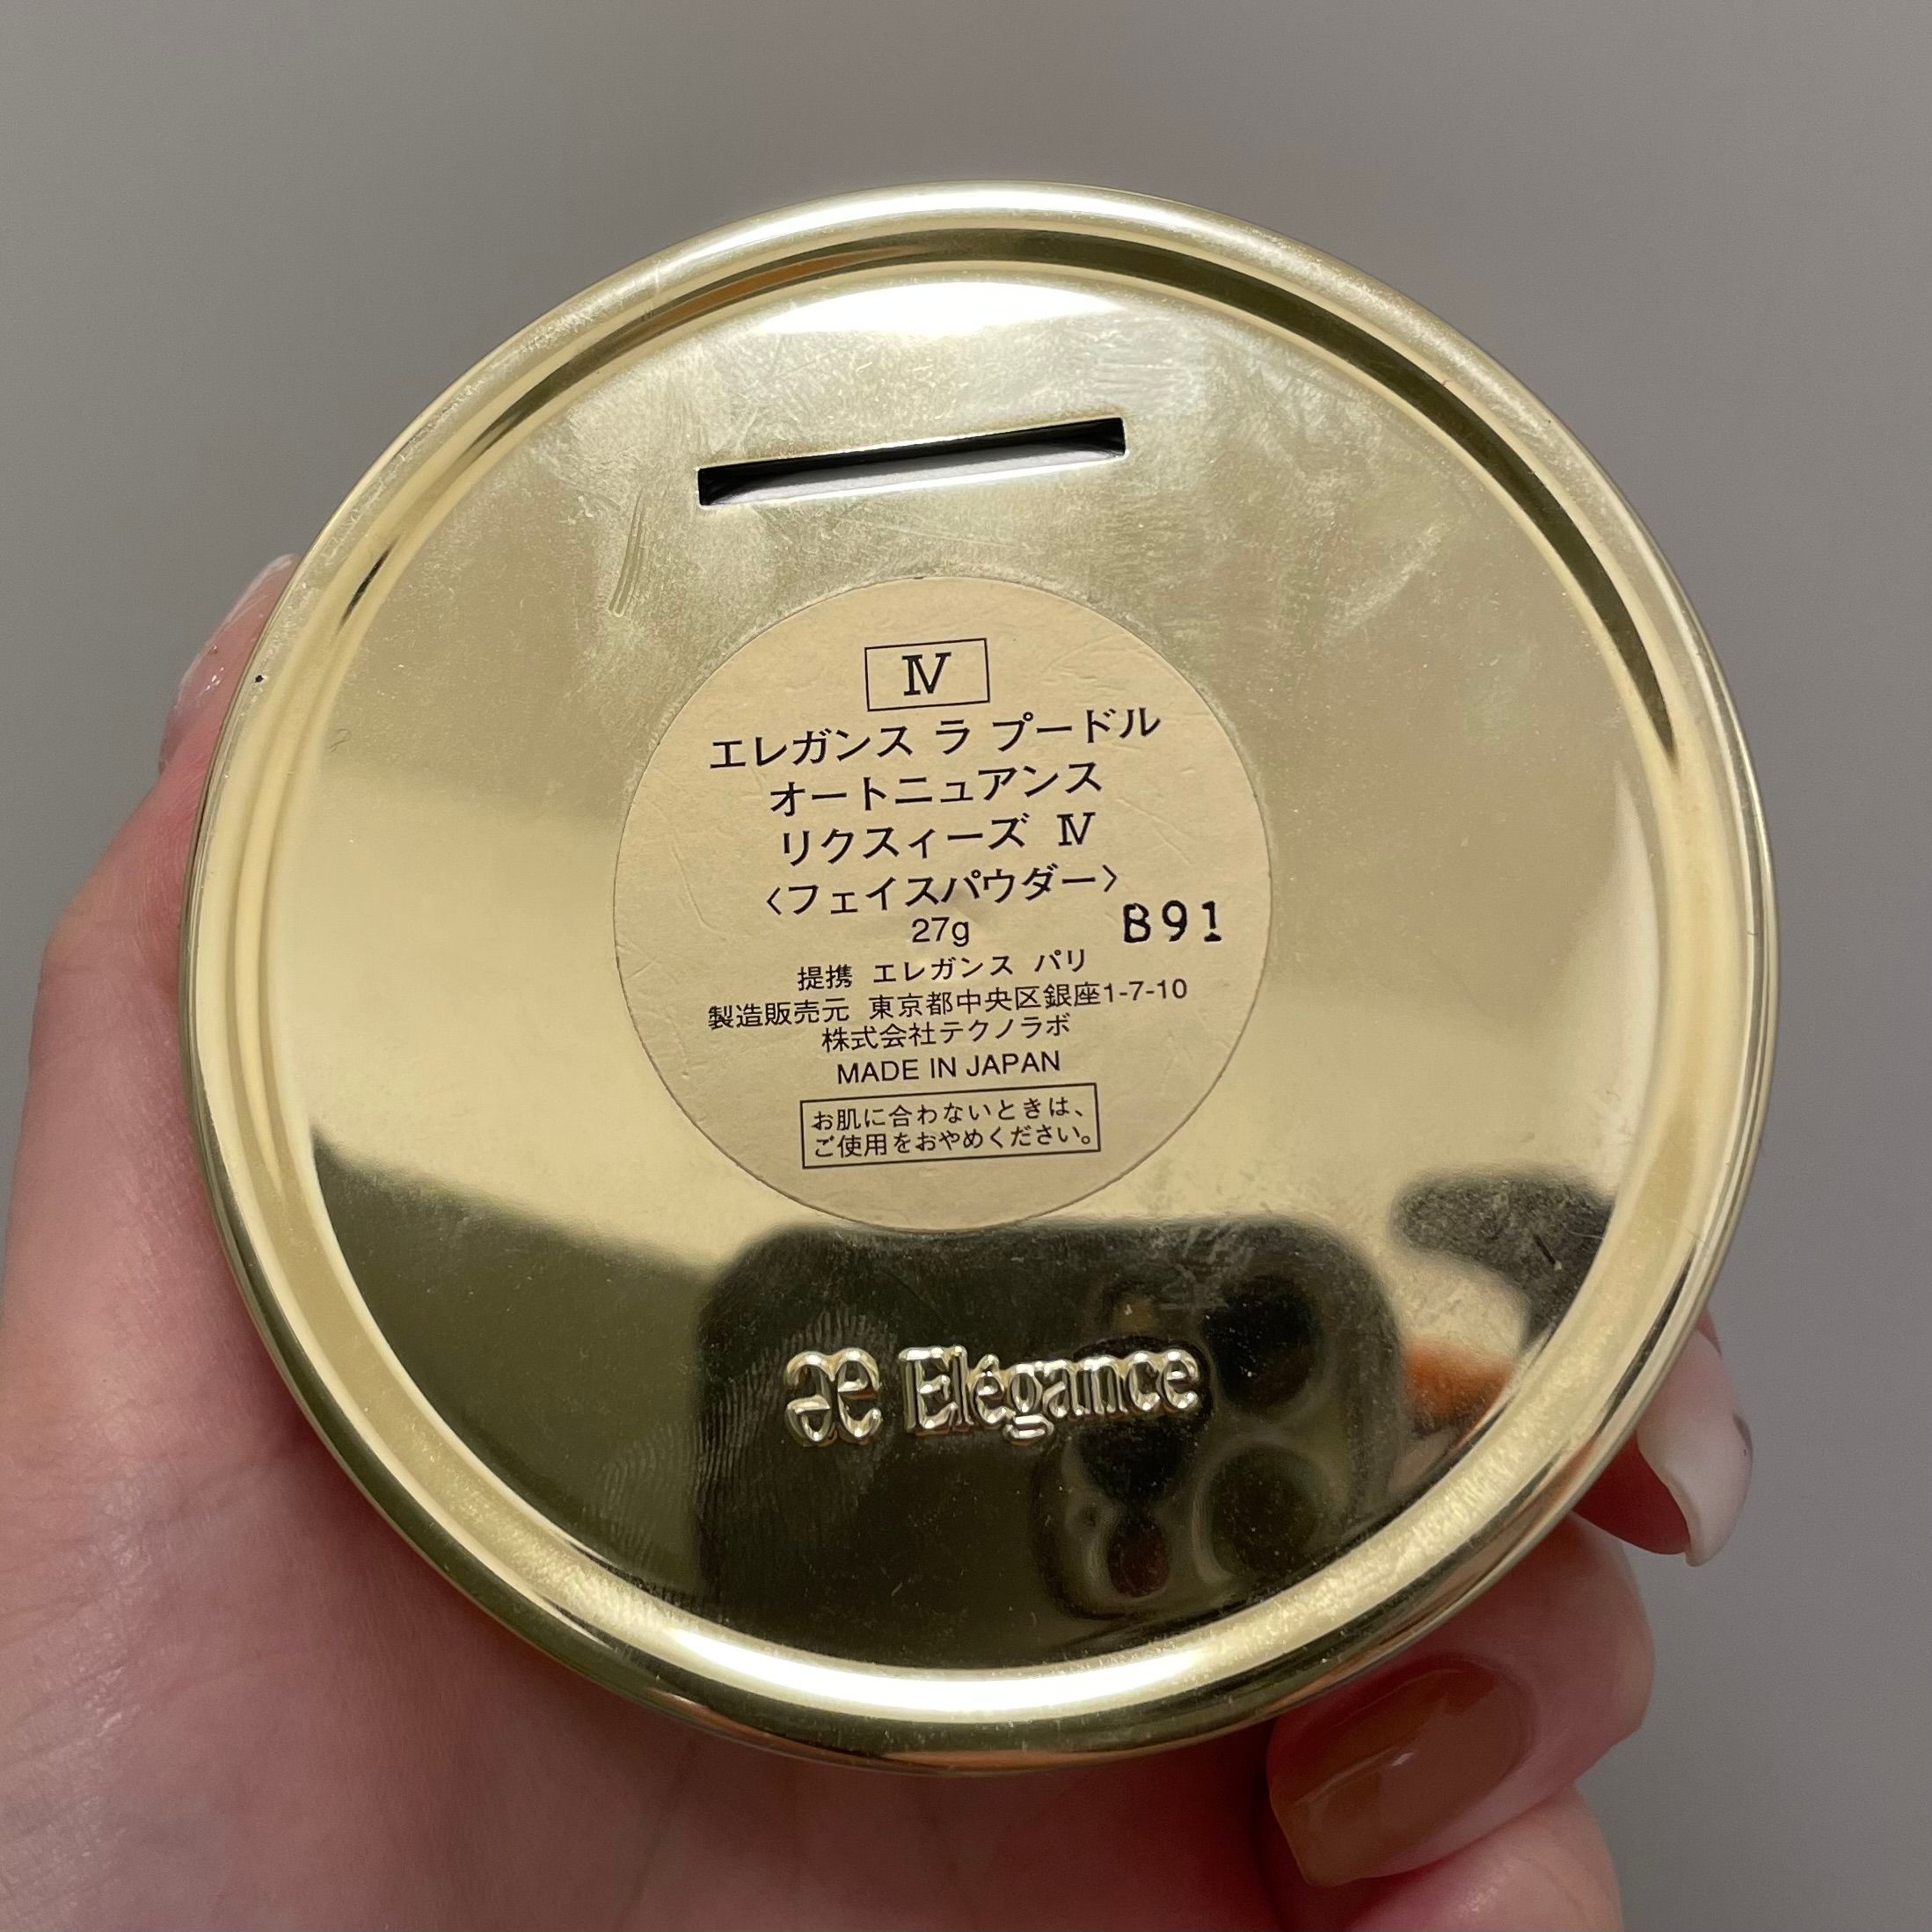 Ⅳ
エレガンス ラ プードル
オートニュアンス
リクスィーズ Ⅳ
〈フェイスパウダー〉
27g
B91
提携 エレガンス パリ
製造販売元 東京都中央区銀座1-7-10
株式会社テクノラボ
MADE IN JAPAN
お肌に合わないときは、
ご使用をおやめください。
æ Elégance